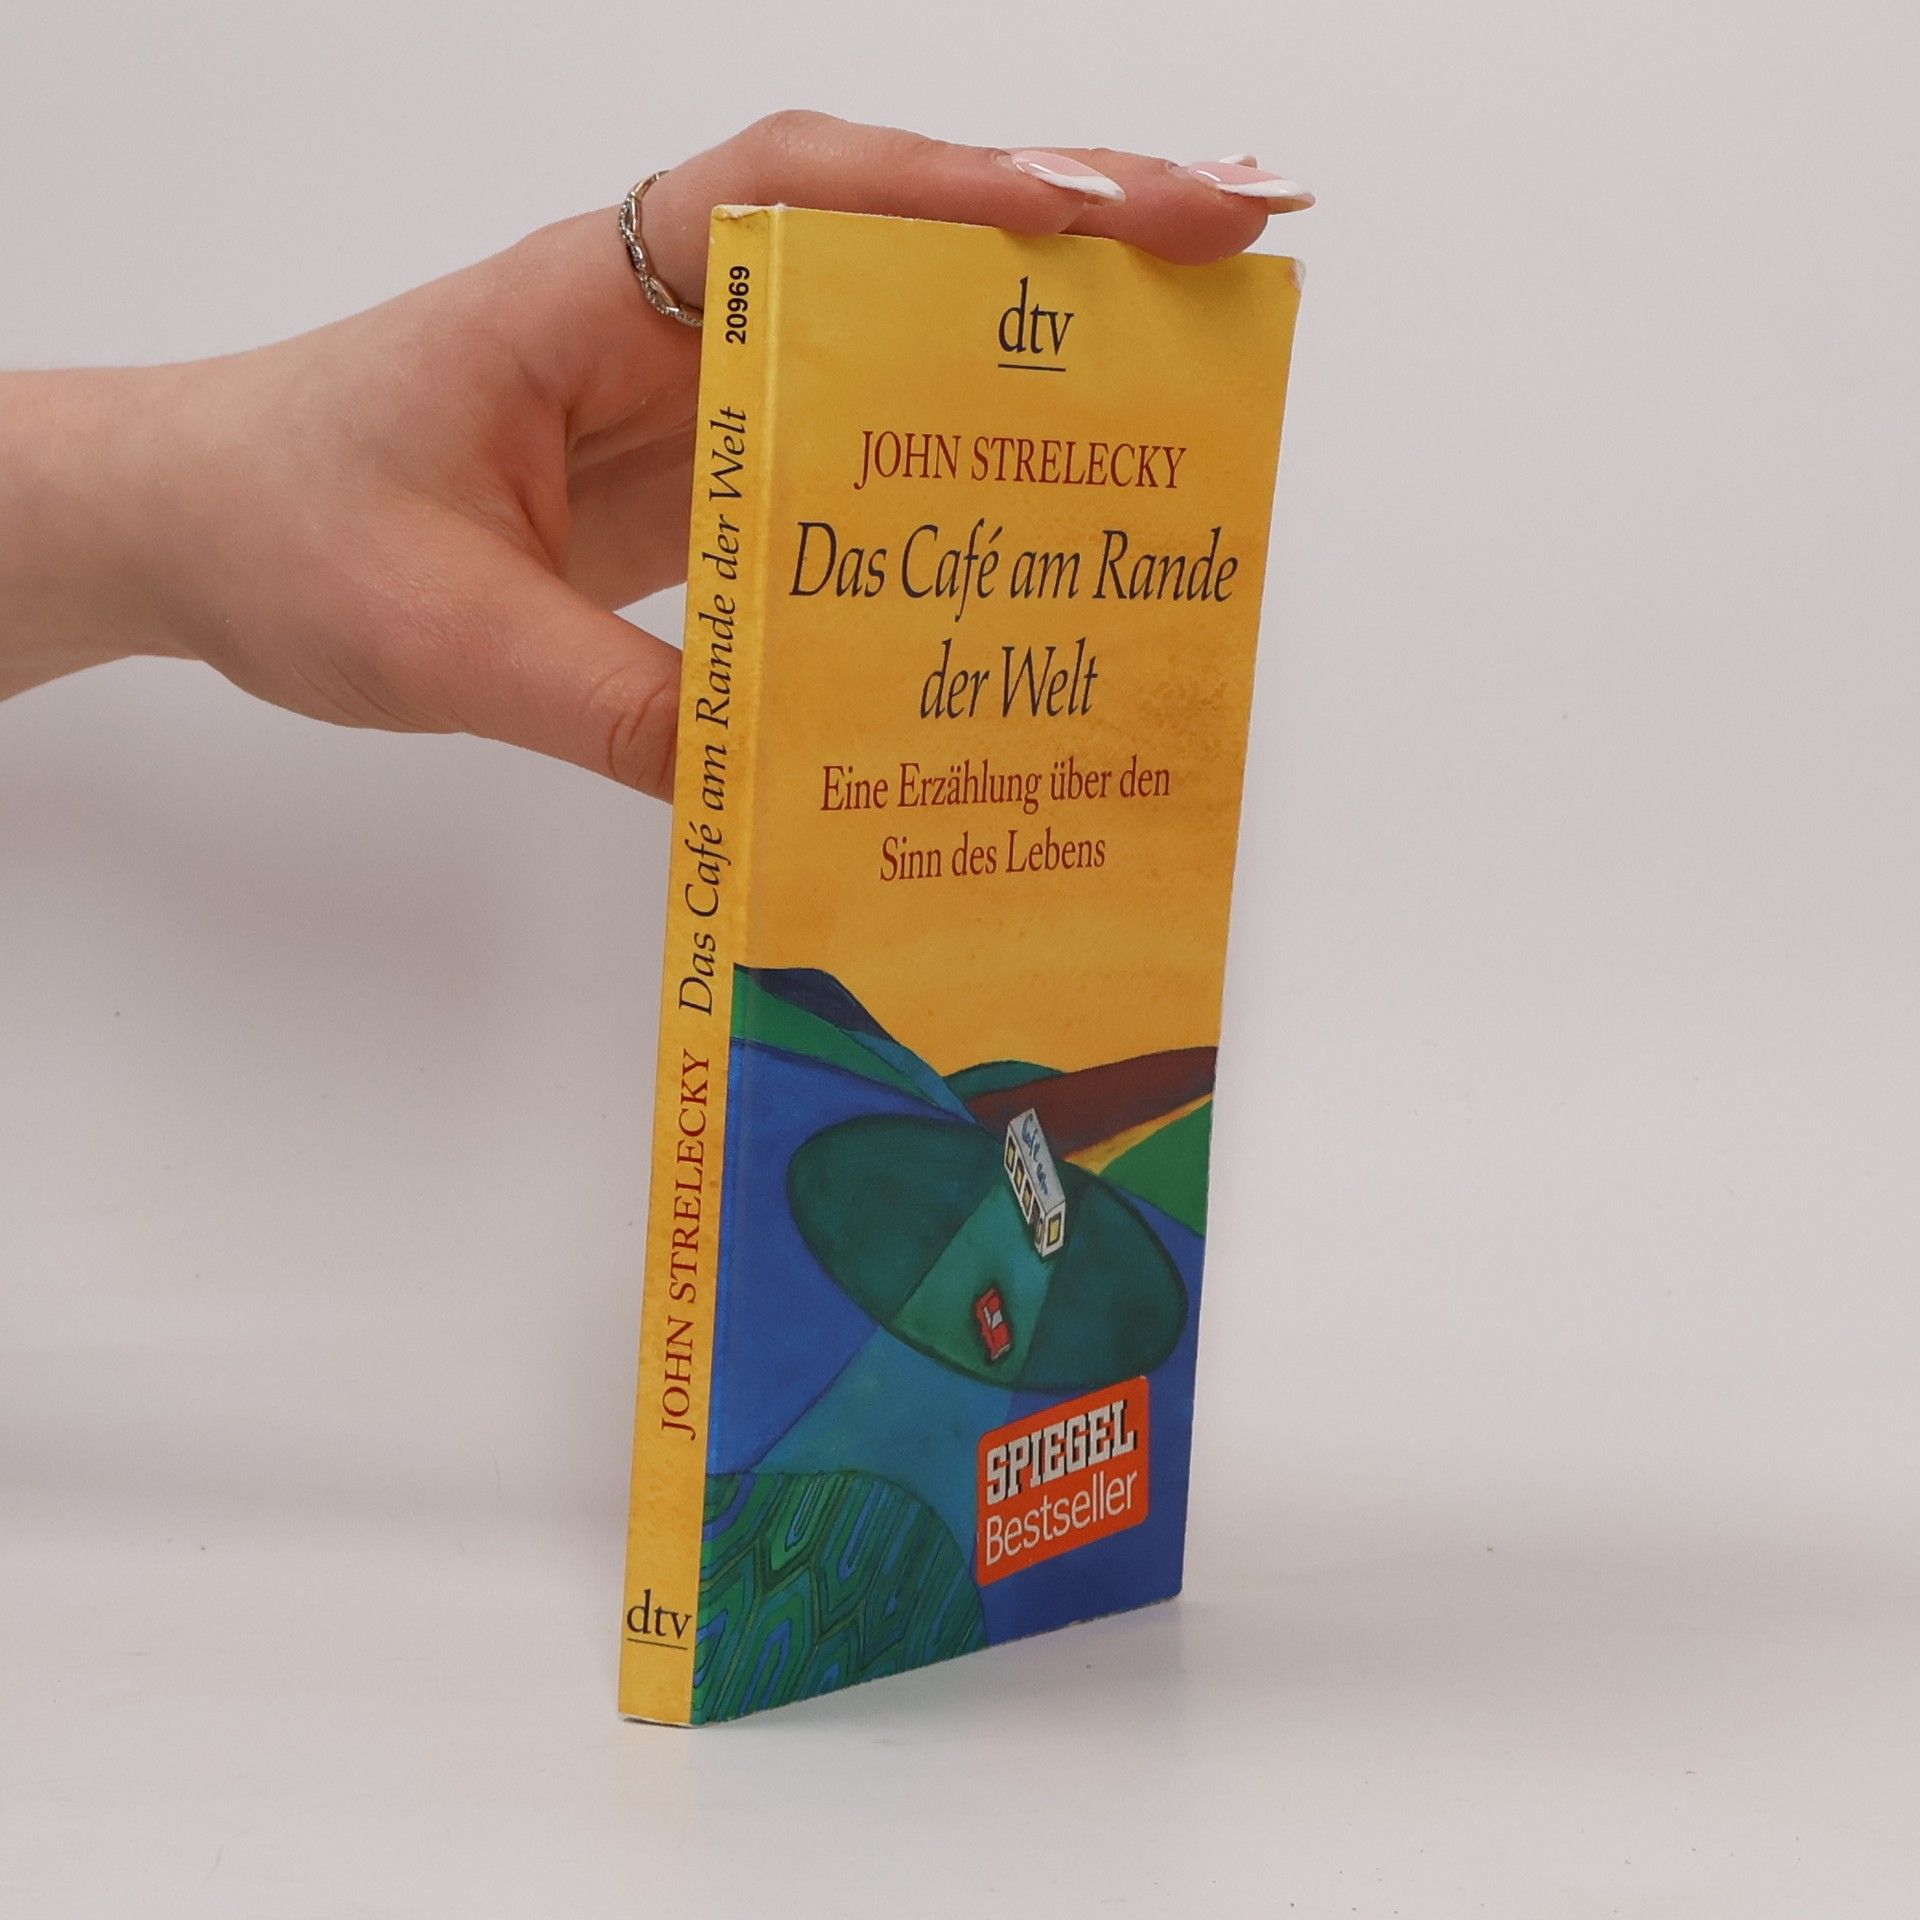 dtv
JOHN STRELECKY
Das Café am Rande
der Welt
Eine Erzählung über den
Sinn des Lebens
SPIEGEL
Bestseller
JOHN STRELECKY Das Café am Rande der Welt 20969
dtv